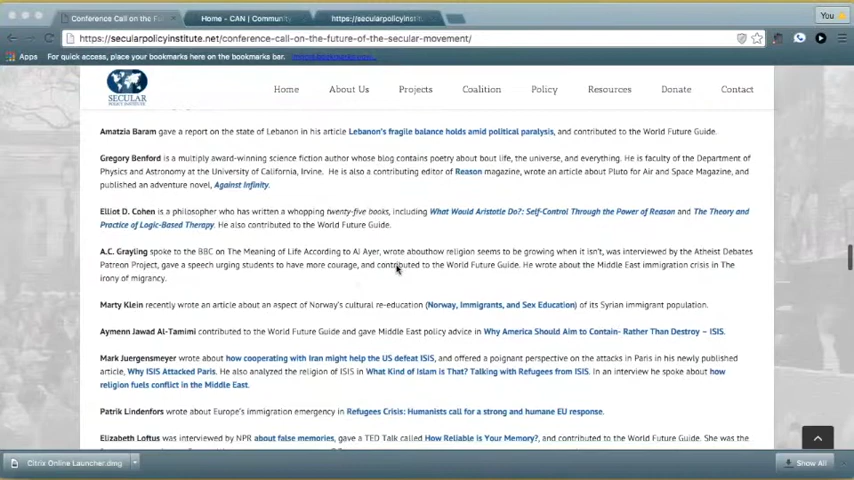 Conference Call on the Fu
Home - CAN | Communit
https://secularpolicyinsti
You
https://secularpolicyinstitute.net/conference-call-on-the-future-of-the-secular-movement/
Apps For quick access, place your bookmarks here on the bookmarks bar.
SECULAR
POLICY INSTITUTE
Home About Us Projects Coalition Policy Resources Donate Contact
Amatzia Baram gave a report on the state of Lebanon in his article Lebanon's fragile balance holds amid political paralysis, and contributed to the World Future Guide.
Gregory Benford is a multiply award-winning science fiction author whose blog contains poetry about bout life, the universe, and everything. He is faculty of the Department of
Physics and Astronomy at the University of California, Irvine. He is also a contributing editor of Reason magazine, wrote an article about Pluto for Air and Space Magazine, and
published an adventure novel, Against Infinity.
Elliot D. Cohen is a philosopher who has written a whopping twenty-five books, including What Would Aristotle Do?: Self-Control Through the Power of Reason and The Theory and
Practice of Logic-Based Therapy. He also contributed to the World Future Guide.
A.C. Grayling spoke to the BBC on The Meaning of Life According to AJ Ayer, wrote abouthow religion seems to be growing when it isn't, was interviewed by the Atheist Debates
Patreon Project, gave a speech urging students to have more courage, and contributed to the World Future Guide. He wrote about the Middle East immigration crisis in The
irony of migrancy.
Marty Klein recently wrote an article about an aspect of Norway's cultural re-education (Norway, Immigrants, and Sex Education) of its Syrian immigrant population.
Aymenn Jawad Al-Tamimi contributed to the World Future Guide and gave Middle East policy advice in Why America Should Aim to Contain- Rather Than Destroy – ISIS.
Mark Juergensmeyer wrote about how cooperating with Iran might help the US defeat ISIS, and offered a poignant perspective on the attacks in Paris in his newly published
article, Why ISIS Attacked Paris. He also analyzed the religion of ISIS in What Kind of Islam is That? Talking with Refugees from ISIS. In an interview he spoke about how
religion fuels conflict in the Middle East.
Patrik Lindenfors wrote about Europe's immigration emergency in Refugees Crisis: Humanists call for a strong and humane EU response.
Elizabeth Loftus was interviewed by NPR about false memories, gave a TED Talk called How Reliable is Your Memory?, and contributed to the World Future Guide. She was the
Citrix Online Launcher.dmg
Show All